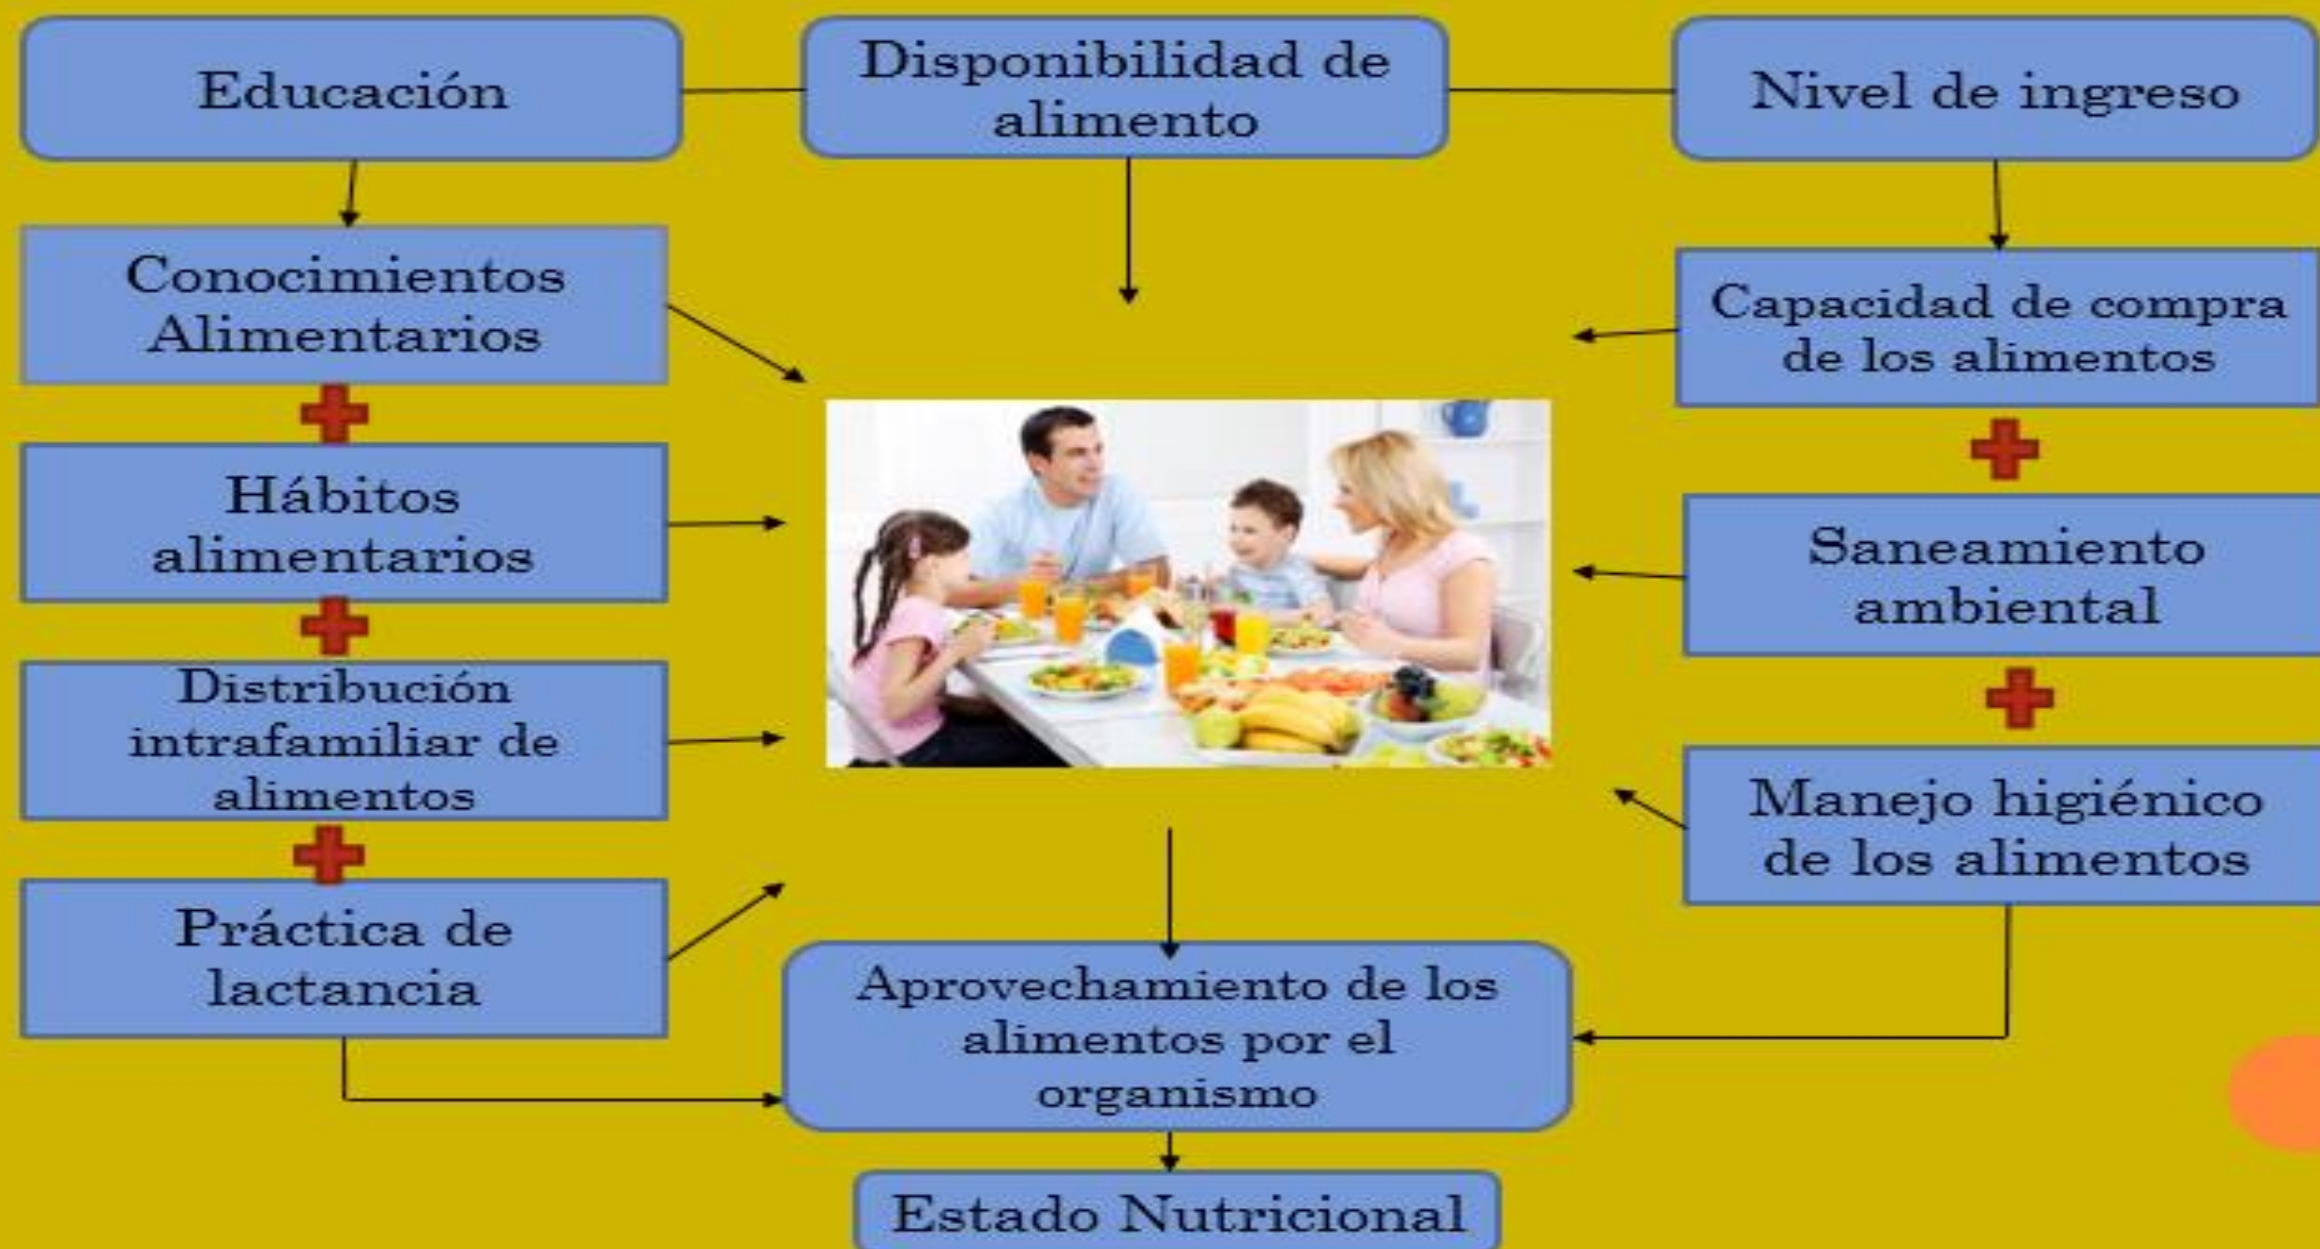 Educación
Disponibilidad de
alimento
Nivel de ingreso
Conocimientos
Alimentarios
Hábitos
alimentarios
Distribución
intrafamiliar de
alimentos
Práctica de
lactancia
Capacidad de compra
de los alimentos
Saneamiento
ambiental
Manejo higiénico
de los alimentos
Aprovechamiento de los
alimentos por el
organismo
Estado Nutricional